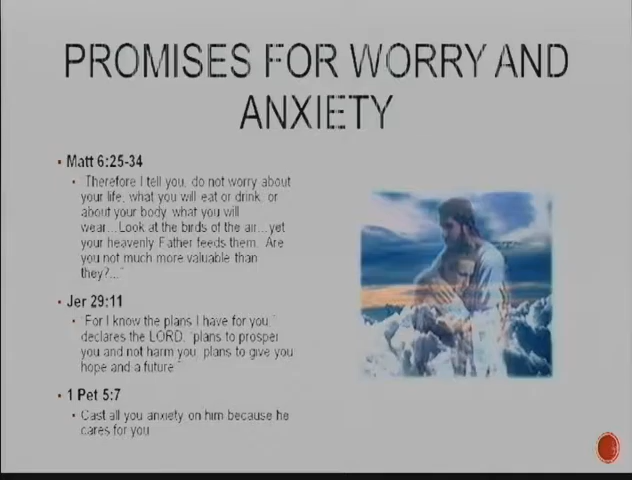 PROMISES FOR WORRY AND
ANXIETY
Matt 6:25-34
"Therefore I tell you, do not worry about
your life, what you will eat or drink; or
about your body, what you will
wear...Look at the birds of the air...yet
your heavenly Father feeds them. Are
you not much more valuable than
they?..."
Jer 29:11
"For I know the plans I have for you,"
declares the LORD, "plans to prosper
you and not harm you, plans to give you
hope and a future"
1 Pet 5:7
Cast all you anxiety on him because he
cares for you